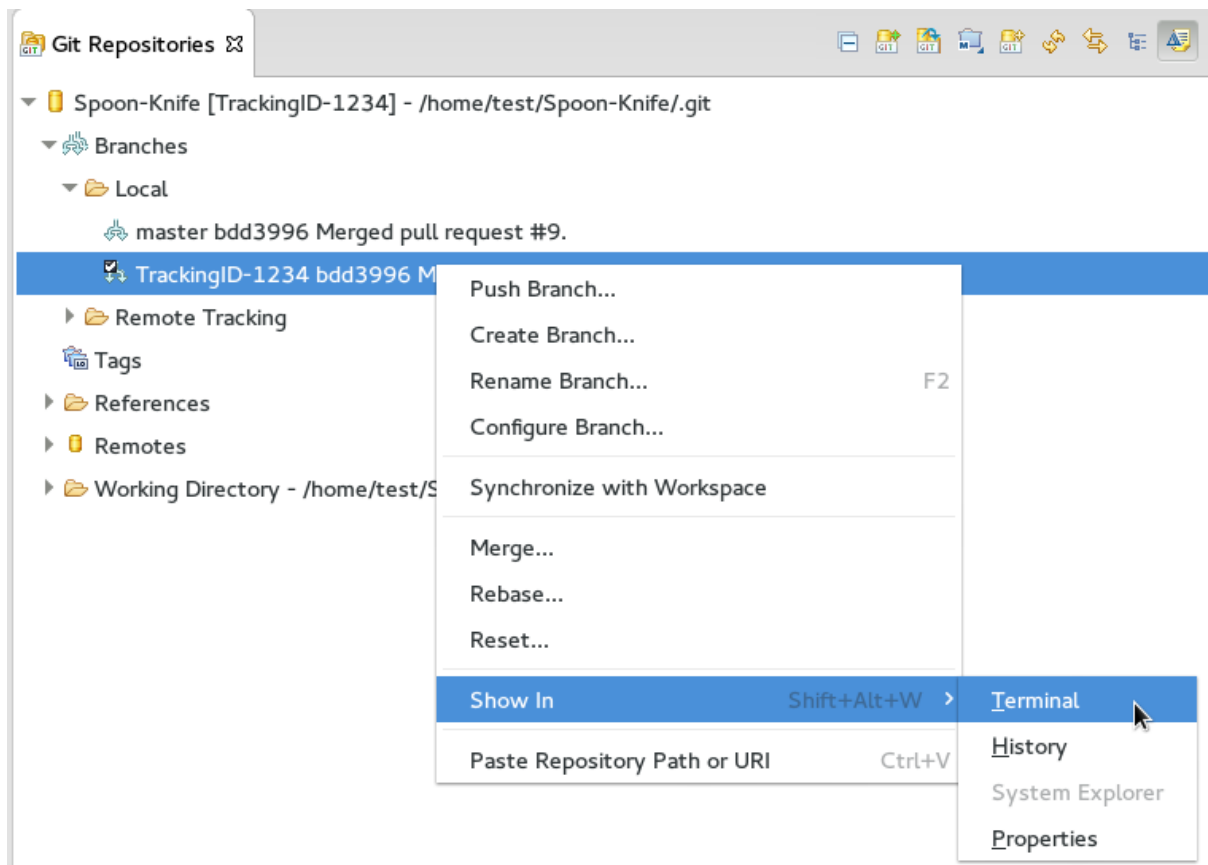 Git Repositories
Spoon-Knife [TrackingID-1234] - /home/test/Spoon-Knife/.git
Branches
Local
master bdd3996 Merged pull request #9.
TrackingID-1234 bdd3996 M
Remote Tracking
Tags
References
Remotes
Working Directory - /home/test/S
Push Branch...
Create Branch...
Rename Branch... F2
Configure Branch...
Synchronize with Workspace
Merge...
Rebase...
Reset...
Show In Shift+Alt+W
Paste Repository Path or URI Ctrl+V
Terminal
History
System Explorer
Properties